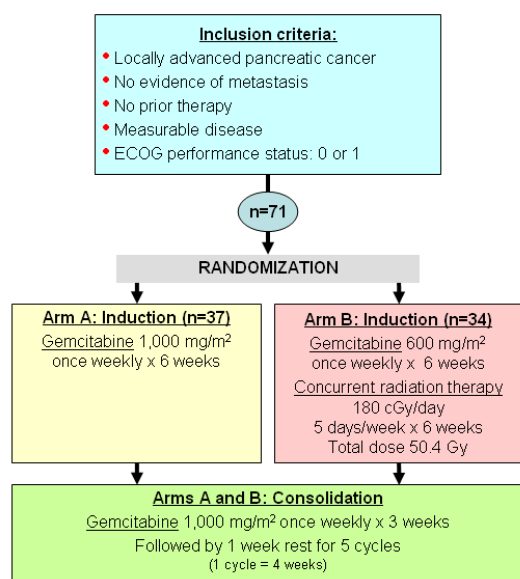 Inclusion criteria:
• Locally advanced pancreatic cancer
• No evidence of metastasis
• No prior therapy
• Measurable disease
• ECOG performance status: 0 or 1
n=71
RANDOMIZATION
Arm A: Induction (n=37)
Gemcitabine 1,000 mg/m²
once weekly x 6 weeks
Arm B: Induction (n=34)
Gemcitabine 600 mg/m²
once weekly x 6 weeks
Concurrent radiation therapy
180 cGy/day
5 days/week x 6 weeks
Total dose 50.4 Gy
Arms A and B: Consolidation
Gemcitabine 1,000 mg/m² once weekly x 3 weeks
Followed by 1 week rest for 5 cycles
(1 cycle = 4 weeks)